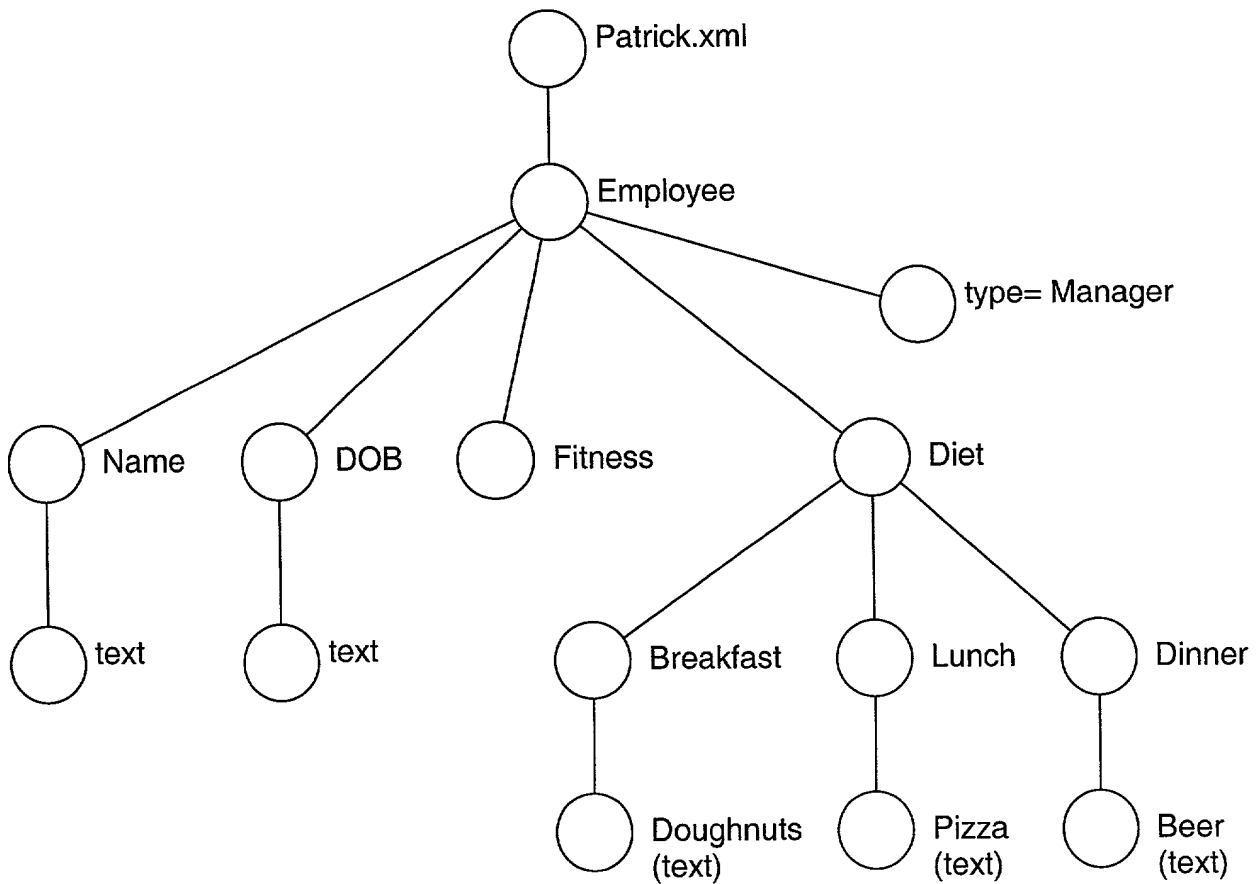 Patrick.xml
Employee
type= Manager
Name
DOB
Fitness
Diet
text
text
Breakfast
Lunch
Dinner
Doughnuts
(text)
Pizza
(text)
Beer
(text)